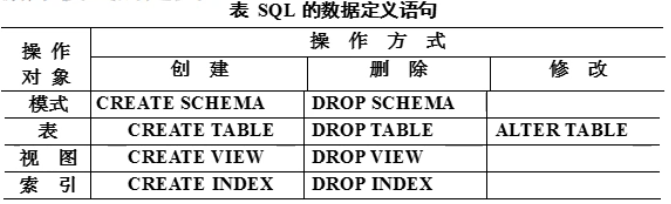 表 SQL 的数据定义语句
操作对象 操作方式
创建 删除 修改
模式 CREATE SCHEMA DROP SCHEMA
表 CREATE TABLE DROP TABLE ALTER TABLE
视图 CREATE VIEW DROP VIEW
索引 CREATE INDEX DROP INDEX